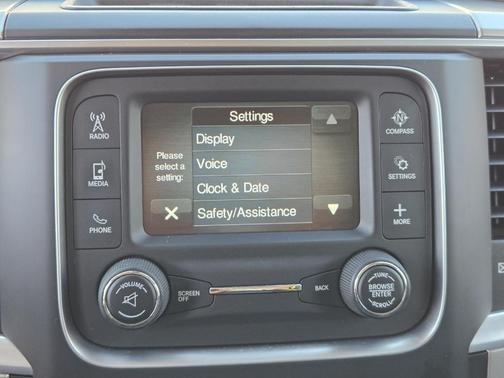 Settings
Display
Voice
Clock & Date
Safety/Assistance
Please
select a
setting:
RADIO
MEDIA
PHONE
N
COMPASS
SETTINGS
MORE
VOLUME
SCREEN
OFF
BACK
TUNE
BROWSE
ENTER
SCROLL